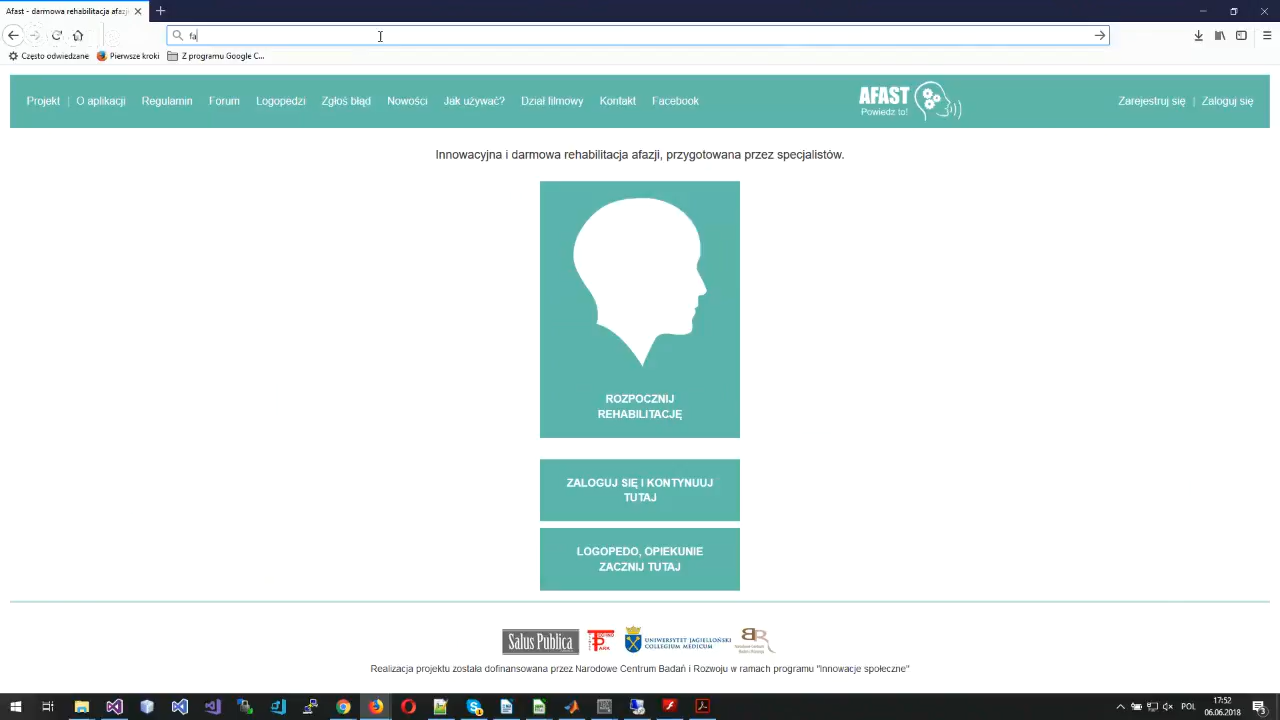 Afast - darmowa rehabilitacja afazj
fa
Często odwiedzane Pierwsze kroki Z programu Google C...
Projekt | O aplikacji Regulamin Forum Logopedzi Zgłoś błąd Nowości Jak używać? Dział filmowy Kontakt Facebook
AFAST
Powiedz to!
Zarejestruj się | Zaloguj się
Innowacyjna i darmowa rehabilitacja afazji, przygotowana przez specjalistów.
ROZPOCZNIJ
REHABILITACJĘ
ZALOGUJ SIĘ I KONTYNUUJ
TUTAJ
LOGOPEDO, OPIEKUNIE
ZACZNIJ TUTAJ
Salus Publica
UNIWERSYTET JAGIELLOŃSKI
COLLEGIUM MEDICUM
Realizacja projektu została dofinansowana przez Narodowe Centrum Badań i Rozwoju w ramach programu "Innowacje społeczne"
POL
17:52
06.06.2018